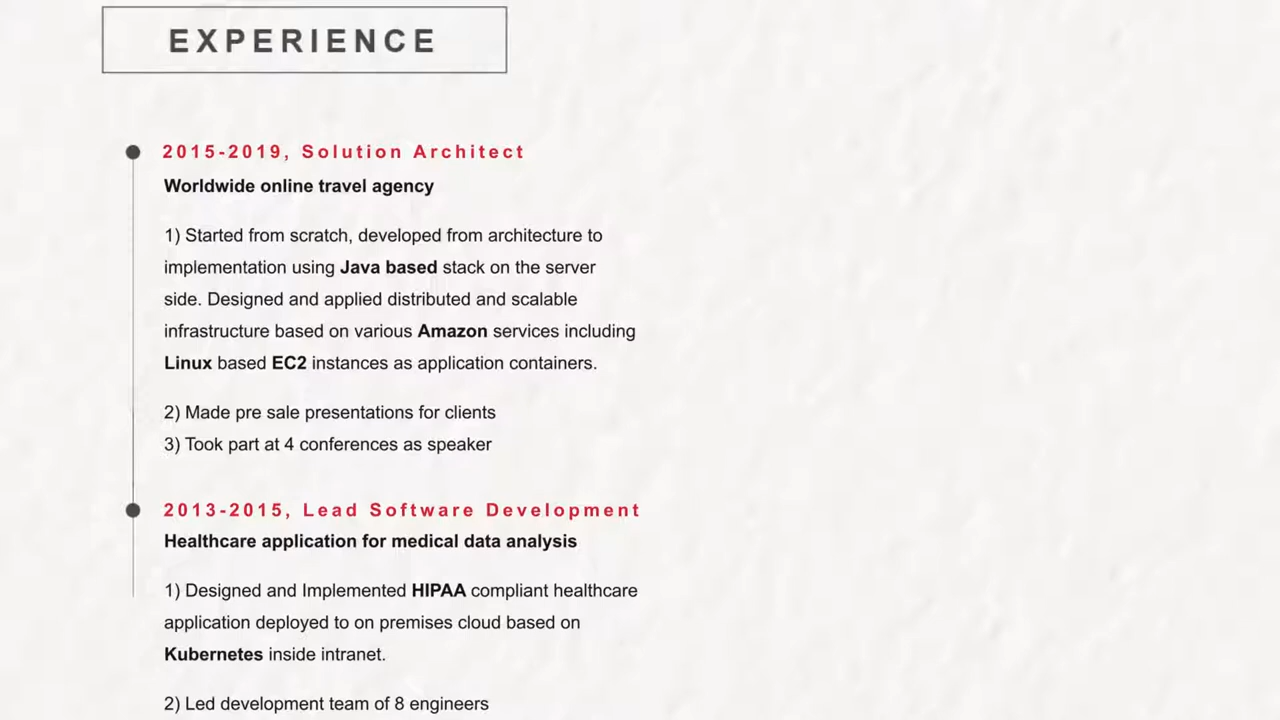 EXPERIENCE
2015-2019, Solution Architect
Worldwide online travel agency
1) Started from scratch, developed from architecture to
implementation using Java based stack on the server
side. Designed and applied distributed and scalable
infrastructure based on various Amazon services including
Linux based EC2 instances as application containers.
2) Made pre sale presentations for clients
3) Took part at 4 conferences as speaker
2013-2015, Lead Software Development
Healthcare application for medical data analysis
1) Designed and Implemented HIPAA compliant healthcare
application deployed to on premises cloud based on
Kubernetes inside intranet.
2) Led development team of 8 engineers